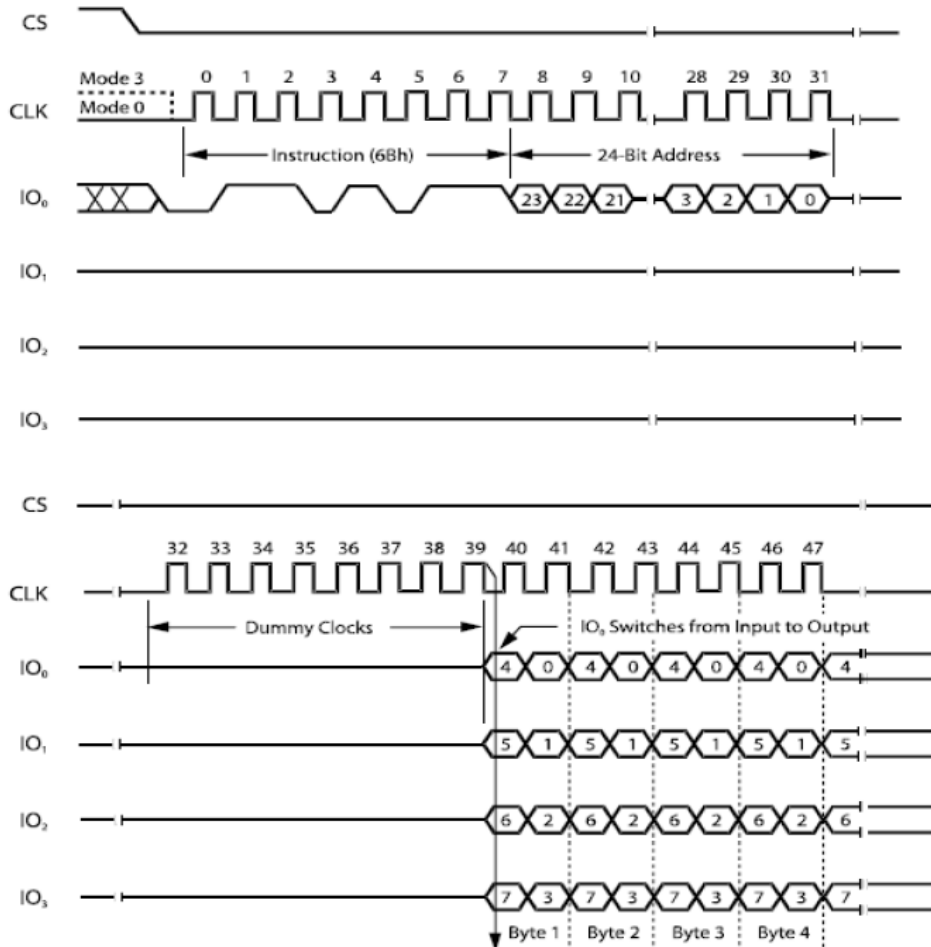 CS
Mode 3 0 1 2 3 4 5 6 7 8 9 10 28 29 30 31
CLK Mode 0
Instruction (6Bh) 24-Bit Address
IO₀ 23 22 21 3 2 1 0
IO₁
IO₂
IO₃
CS
32 33 34 35 36 37 38 39 40 41 42 43 44 45 46 47
CLK
Dummy Clocks IO₀ Switches from Input to Output
IO₀ 4 0 4 0 4 0 4 0 4
IO₁ 5 1 5 1 5 1 5 1 5
IO₂ 6 2 6 2 6 2 6 2 6
IO₃ 7 3 7 3 7 3 7 3 7
Byte 1 Byte 2 Byte 3 Byte 4